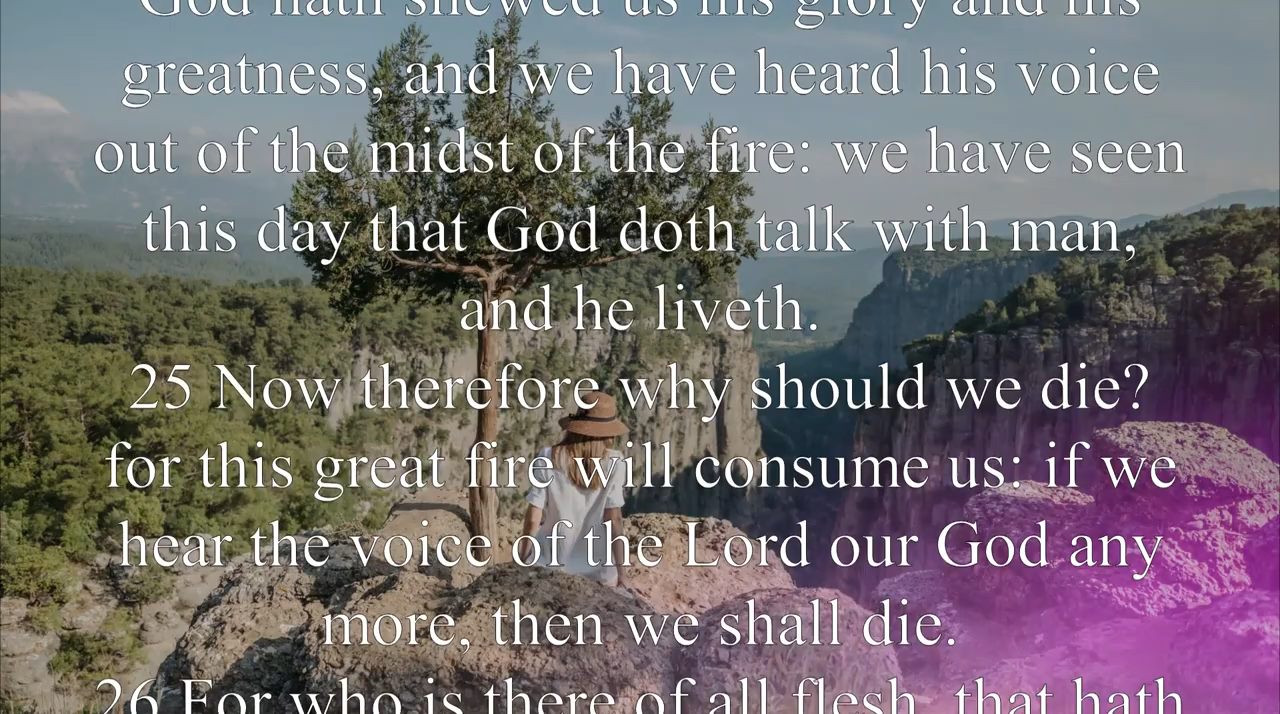 God hath shewed us his glory and his
greatness, and we have heard his voice
out of the midst of the fire: we have seen
this day that God doth talk with man,
and he liveth.
25 Now therefore why should we die?
for this great fire will consume us: if we
hear the voice of the Lord our God any
more, then we shall die.
26 For who is there of all flesh, that hath